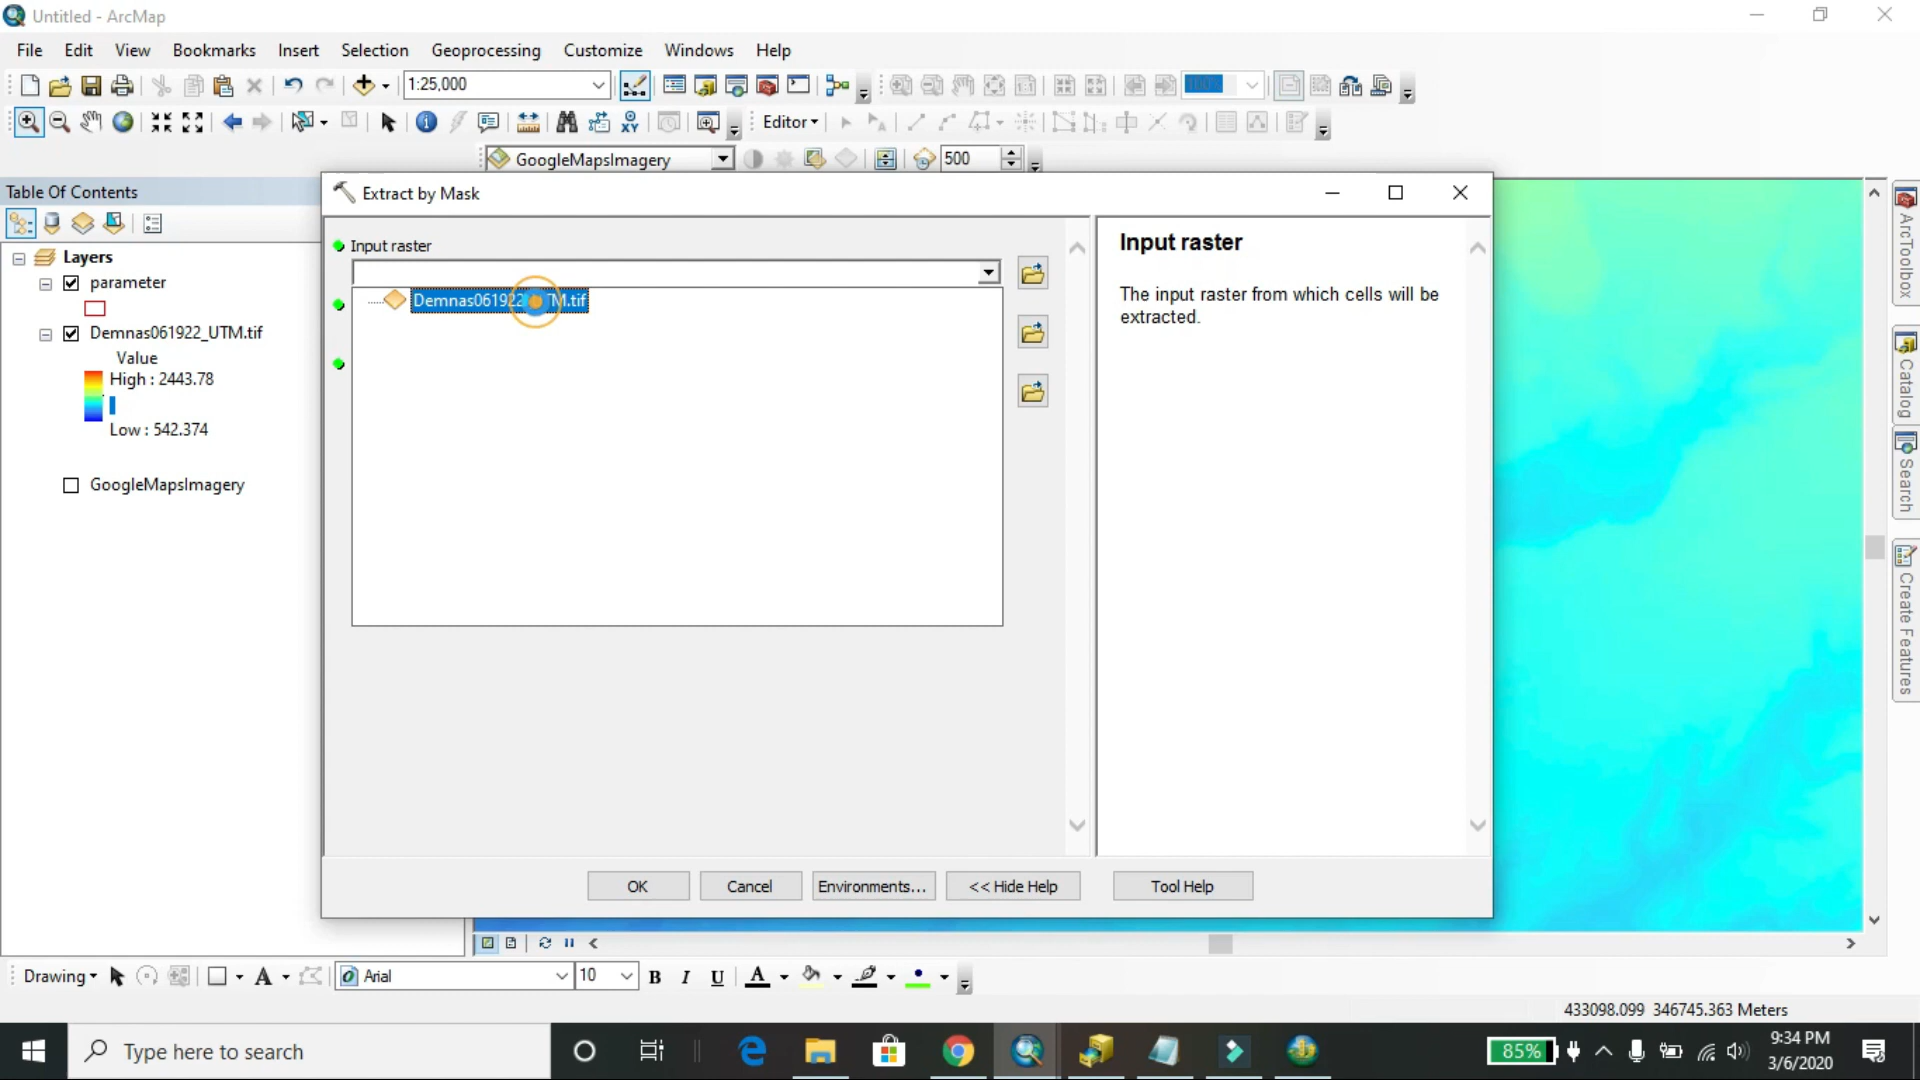 Untitled - ArcMap
File Edit View Bookmarks Insert Selection Geoprocessing Customize Windows Help
1:25,000
Editor
GoogleMapsImagery
500
Table Of Contents
Extract by Mask
Layers
parameter
Demnas061922_UTM.tif
Value
High : 2443.78
Low : 542.374
GoogleMapsImagery
Input raster
Demnas061922_UTM.tif
Input raster
The input raster from which cells will be
extracted.
OK
Cancel
Environments...
<< Hide Help
Tool Help
ArcToolbox
Catalog
Search
Create Features
Drawing
A
Arial
10
B
I
U
A
433098.099 346745.363 Meters
Type here to search
85%
9:34 PM
3/6/2020